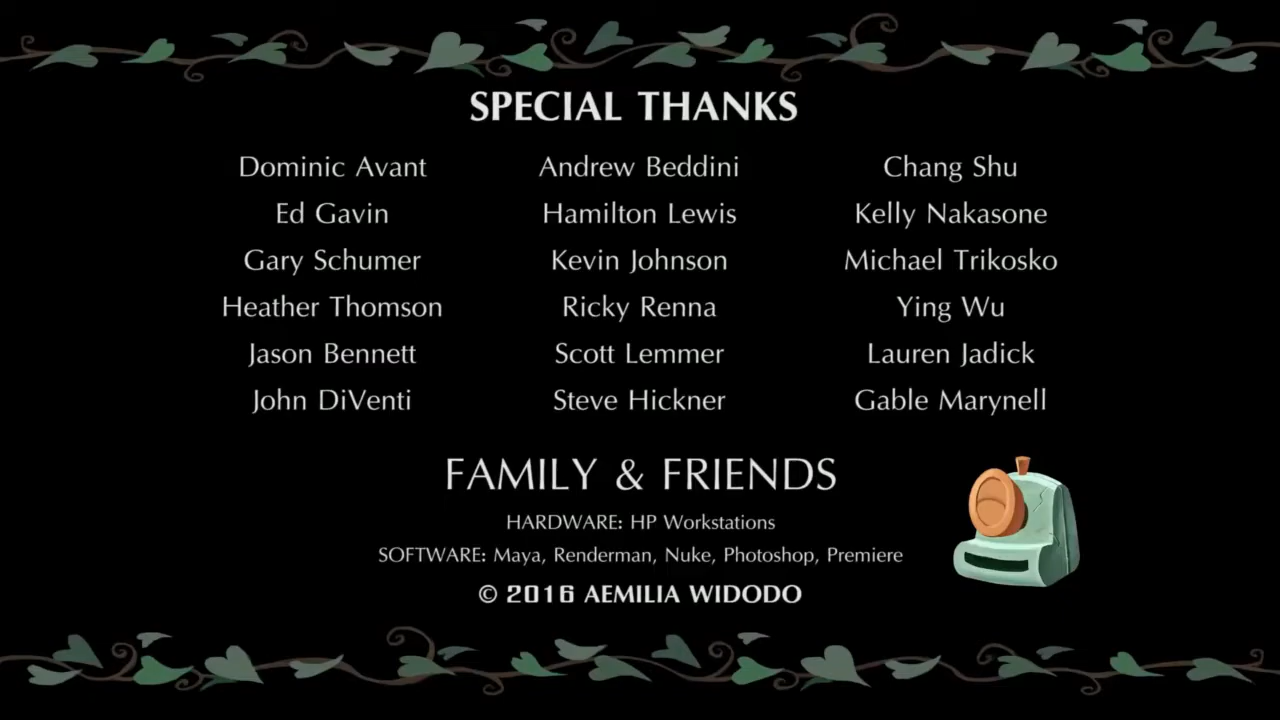 SPECIAL THANKS
Dominic Avant Andrew Beddini Chang Shu
Ed Gavin Hamilton Lewis Kelly Nakasone
Gary Schumer Kevin Johnson Michael Trikosko
Heather Thomson Ricky Renna Ying Wu
Jason Bennett Scott Lemmer Lauren Jadick
John DiVenti Steve Hickner Gable Marynell
FAMILY & FRIENDS
HARDWARE: HP Workstations
SOFTWARE: Maya, Renderman, Nuke, Photoshop, Premiere
© 2016 AEMILIA WIDODO